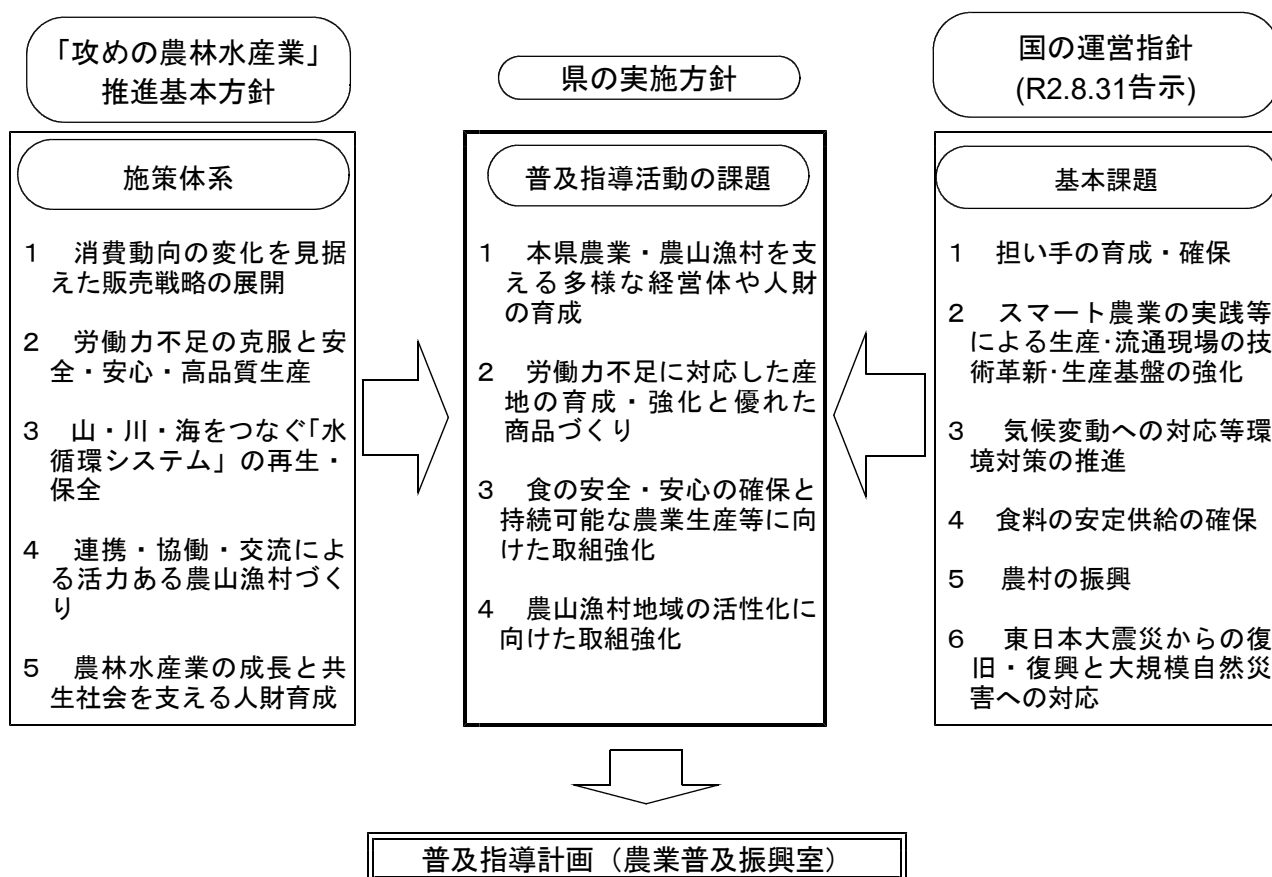 「攻めの農林水産業」
推進基本方針
施策体系
1 消費動向の変化を見据
えた販売戦略の展開
2 労働力不足の克服と安
全・安心・高品質生産
3 山・川・海をつなぐ「水
循環システム」の再生・
保全
4 連携・協働・交流によ
る活力ある農山漁村づく
り
5 農林水産業の成長と共
生社会を支える人財育成
県の実施方針
普及指導活動の課題
1 本県農業・農山漁村を支
える多様な経営体や人財
の育成
2 労働力不足に対応した産
地の育成・強化と優れた
商品づくり
3 食の安全・安心の確保と
持続可能な農業生産等に向
けた取組強化
4 農山漁村地域の活性化に
向けた取組強化
国の運営指針
(R2.8.31告示)
基本課題
1 担い手の育成・確保
2 スマート農業の実践等
による生産・流通現場の技
術革新・生産基盤の強化
3 気候変動への対応等環
境対策の推進
4 食料の安定供給の確保
5 農村の振興
6 東日本大震災からの復
旧・復興と大規模自然災
害への対応
普及指導計画（農業普及振興室）